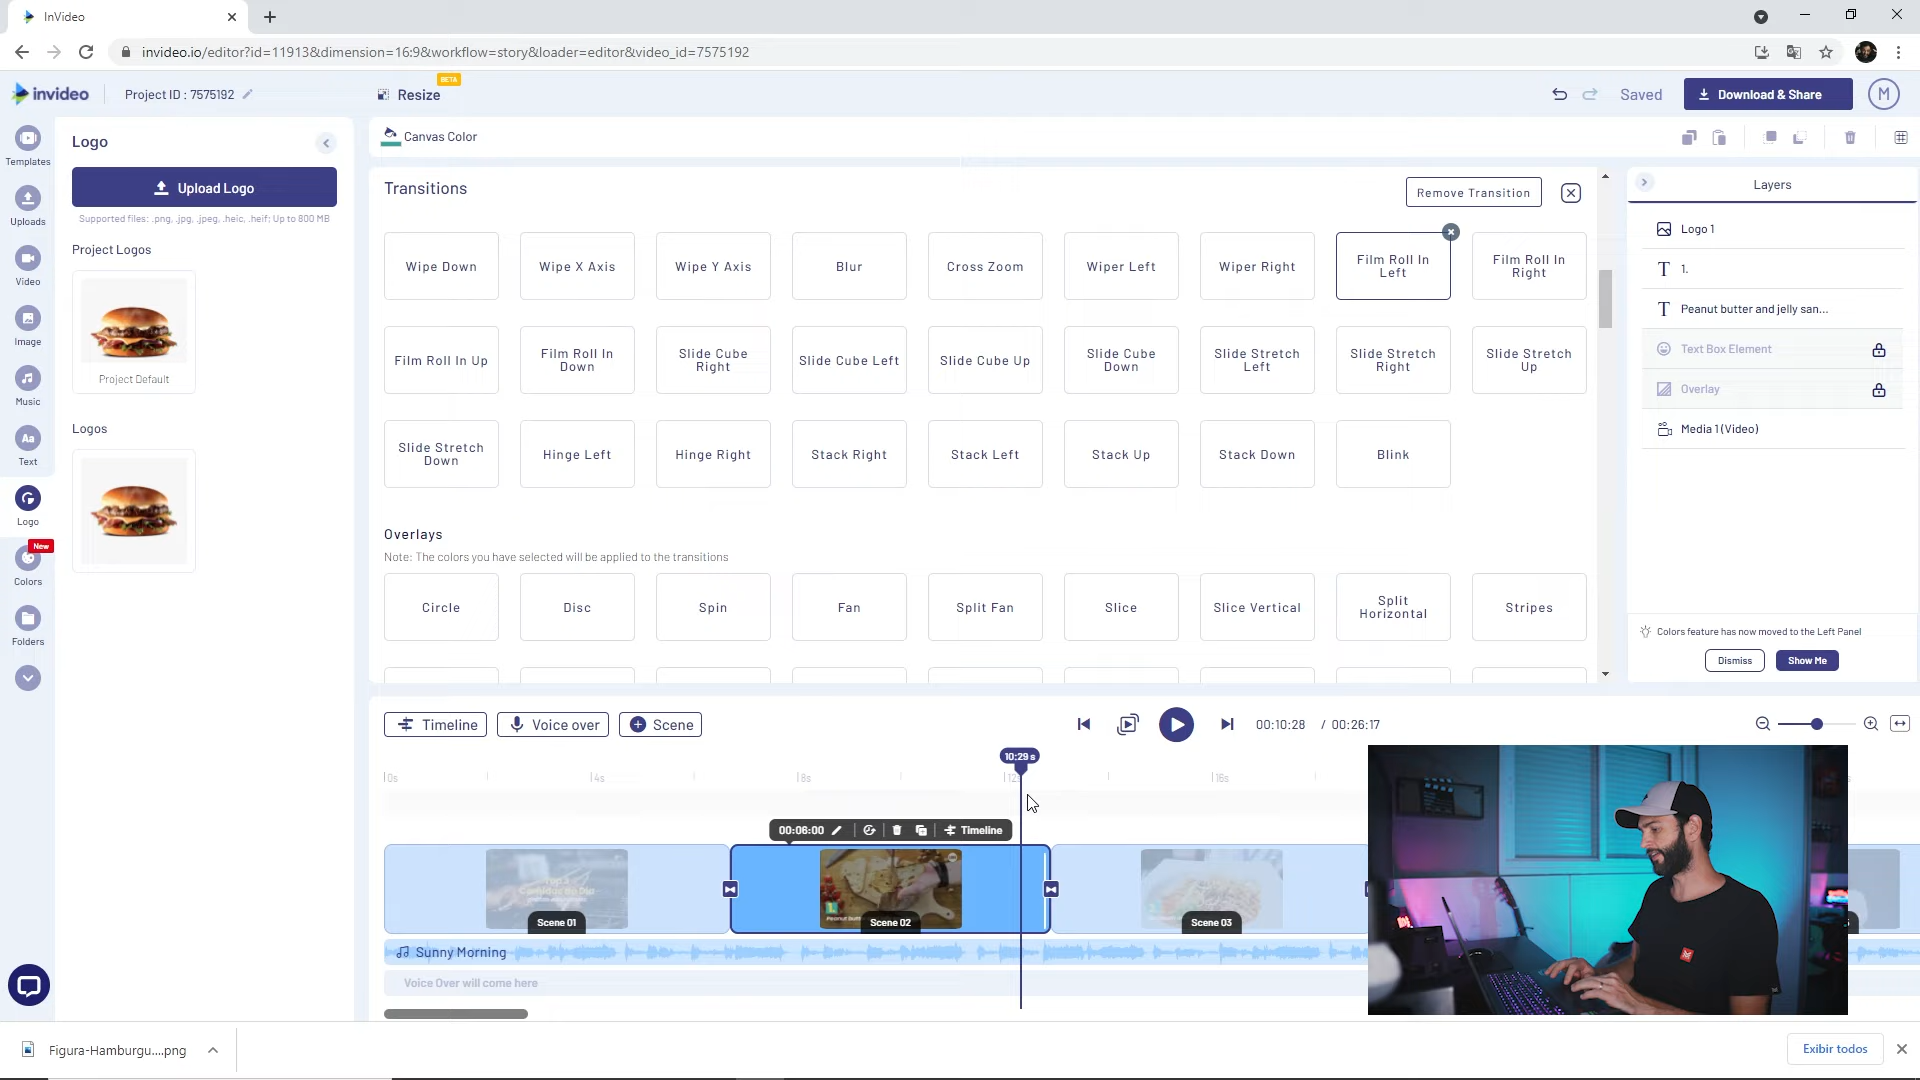 InVideo
invideo.io/editor?id=11913&dimension=16:9&workflow=story&loader=editor&video_id=7575192
invideo
Project ID : 7575192
Resize
BETA
Saved
Download & Share
M
Templates
Uploads
Video
Image
Music
Aa
Text
Logo
New
Colors
Folders
Logo
Upload Logo
Supported files: .png, .jpg, .jpeg, .heic, .heif; Up to 800 MB
Project Logos
Project Default
Logos
Canvas Color
Transitions
Remove Transition
Wipe Down
Wipe X Axis
Wipe Y Axis
Blur
Cross Zoom
Wiper Left
Wiper Right
Film Roll In
Left
Film Roll In
Right
Film Roll In Up
Film Roll In
Down
Slide Cube
Right
Slide Cube Left
Slide Cube Up
Slide Cube
Down
Slide Stretch
Left
Slide Stretch
Right
Slide Stretch
Up
Slide Stretch
Down
Hinge Left
Hinge Right
Stack Right
Stack Left
Stack Up
Stack Down
Blink
Overlays
Note: The colors you have selected will be applied to the transitions
Circle
Disc
Spin
Fan
Split Fan
Slice
Slice Vertical
Split
Horizontal
Stripes
Layers
Logo 1
T 1.
T Peanut butter and jelly san...
Text Box Element
Overlay
Media 1 (Video)
Colors feature has now moved to the Left Panel
Dismiss
Show Me
Timeline
Voice over
Scene
00:10:28 / 00:26:17
10:29 s
0s
4s
8s
12s
16s
00:06:00
Timeline
Scene 01
Scene 02
Scene 03
Sunny Morning
Voice Over will come here
Figura-Hamburgu....png
Exibir todos